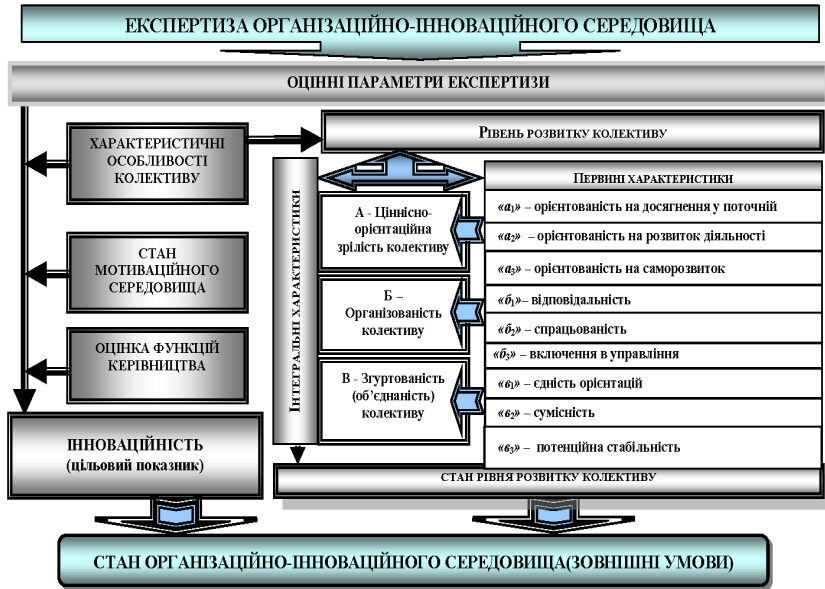 ЕКСПЕРТИЗА ОРГАНІЗАЦІЙНО-ІННОВАЦІЙНОГО СЕРЕДОВИЩА
ОЦІННІ ПАРАМЕТРИ ЕКСПЕРТИЗИ
ХАРАКТЕРИСТИЧНІ
ОСОБЛИВОСТІ
КОЛЕКТИВУ
СТАН
МОТИВАЦІЙНОГО
СЕРЕДОВИЩА
ОЦІНКА ФУНКЦІЙ
КЕРІВНИЦТВА
ІННОВАЦІЙНІСТЬ
(цільовий показник)
РІВЕНЬ РОЗВИТКУ КОЛЕКТИВУ
ІНТЕГРАЛЬНІ ХАРАКТЕРИСТИКИ
А - Ціннісно-
орієнтаційна
зрілість колективу
Б –
Організованість
колективу
В - Згуртованість
(об’єднаність)
колективу
ПЕРВИНІ ХАРАКТЕРИСТИКИ
«а₁» – орієнтованість на досягнення у поточній
«а₂» – орієнтованість на розвиток діяльності
«а₃» – орієнтованість на саморозвиток
«б₁»– відповідальність
«б₂» – спрацьованість
«б₃» – включення в управління
«в₁» – єдність орієнтацій
«в₂» – сумісність
«в₃» – потенційна стабільність
СТАН РІВНЯ РОЗВИТКУ КОЛЕКТИВУ
СТАН ОРГАНІЗАЦІЙНО-ІННОВАЦІЙНОГО СЕРЕДОВИЩА(ЗОВНІШНІ УМОВИ)